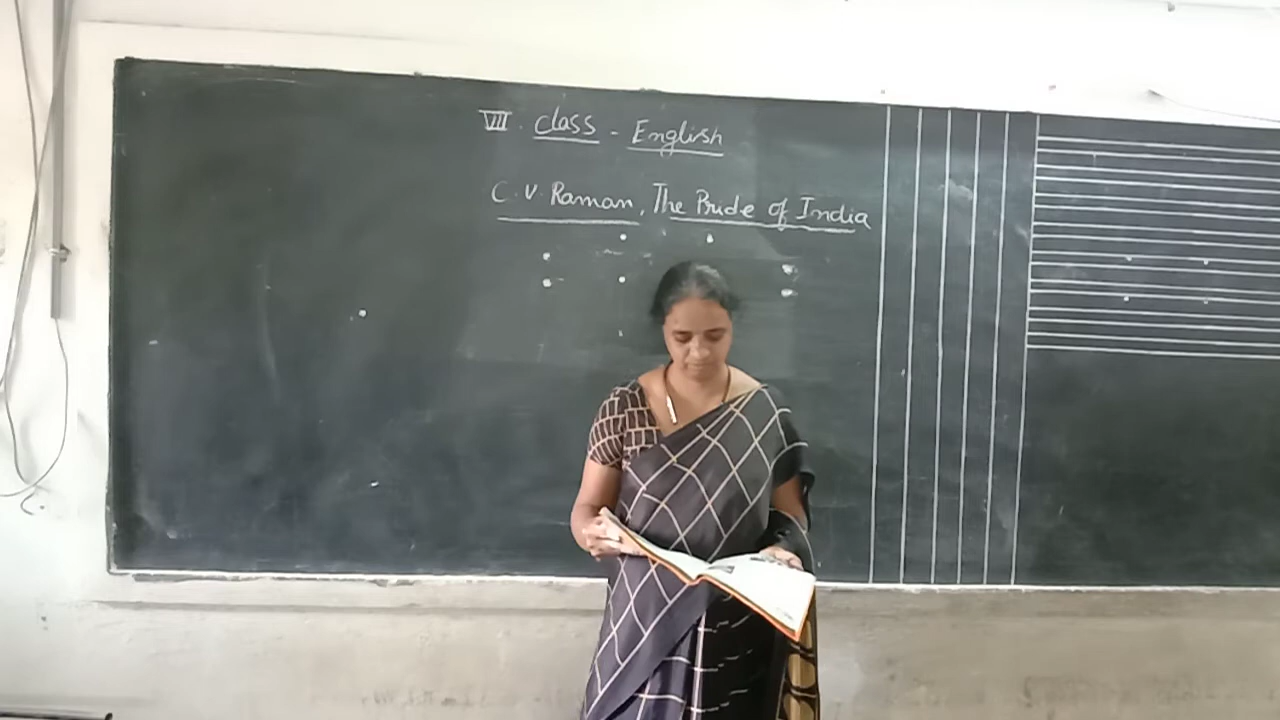 VII. Class - English
C.V. Raman, The Pride of India